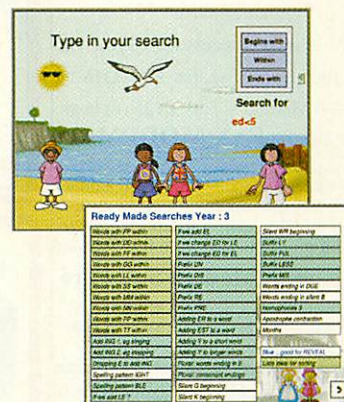 Type in your search
Begins with
Within
Ends with
Search for
ed<5
Ready Made Searches Year : 3
Words with PP within
Words with DD within
Words with FF within
Words with GG within
Words with LL within
Words with SS within
Words with MM within
Words with NN within
Words with PP within
Words with TT within
Add ING 1. eg singing
Add ING 2. eg stopping
Dropping E to add ING
Spelling pattern IGHT
Spelling pattern BLE
If we add LE ?
If we add EL
If we change ED for LE
If we change ED for EL
Prefix UN
Prefix DIS
Prefix DE
Prefix RE
Prefix PRE
Adding ER to a word
Adding EST to a word
Adding Y to a short word
Adding Y to longer words
Plural words ending in S
Plural consonant endings
Silent G beginning
Silent K beginning
Silent WR beginning
Suffix LY
Suffix FUL
Suffix LESS
Prefix MIS
Words ending in DGE
Words ending in silent B
Homophones 3
Apostrophe contraction
Months
Blue .. good for REVEAL